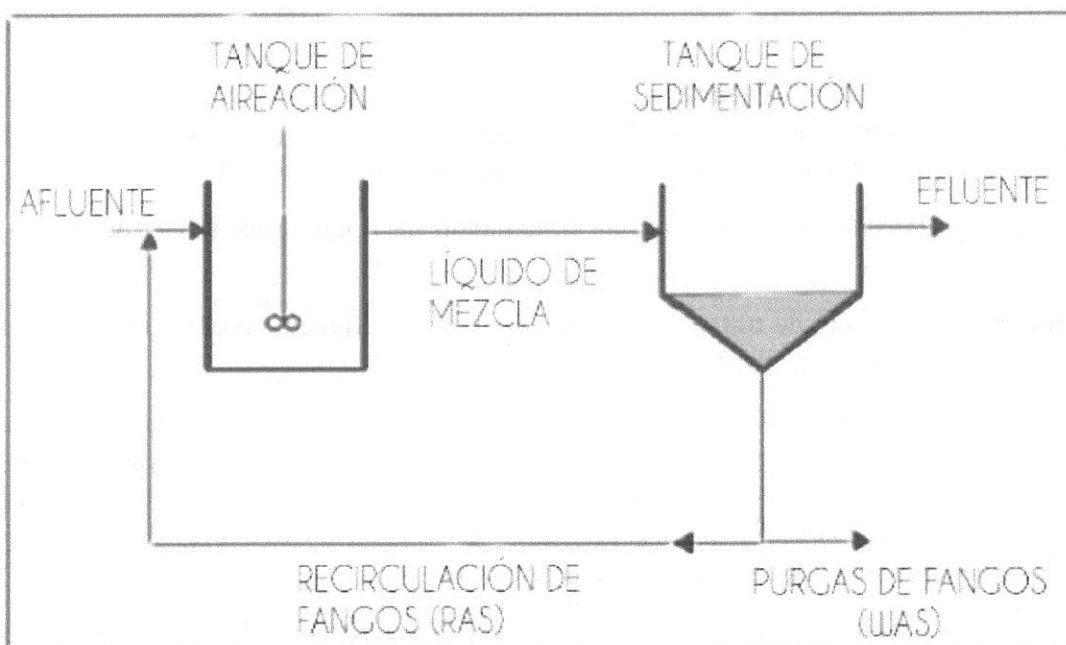 TANQUE DE
AIREACIÓN
TANQUE DE
SEDIMENTACIÓN
AFLUENTE
EFLUENTE
LÍQUIDO DE
MEZCLA
RECIRCULACIÓN DE
FANGOS (RAS)
PURGAS DE FANGOS
(WAS)